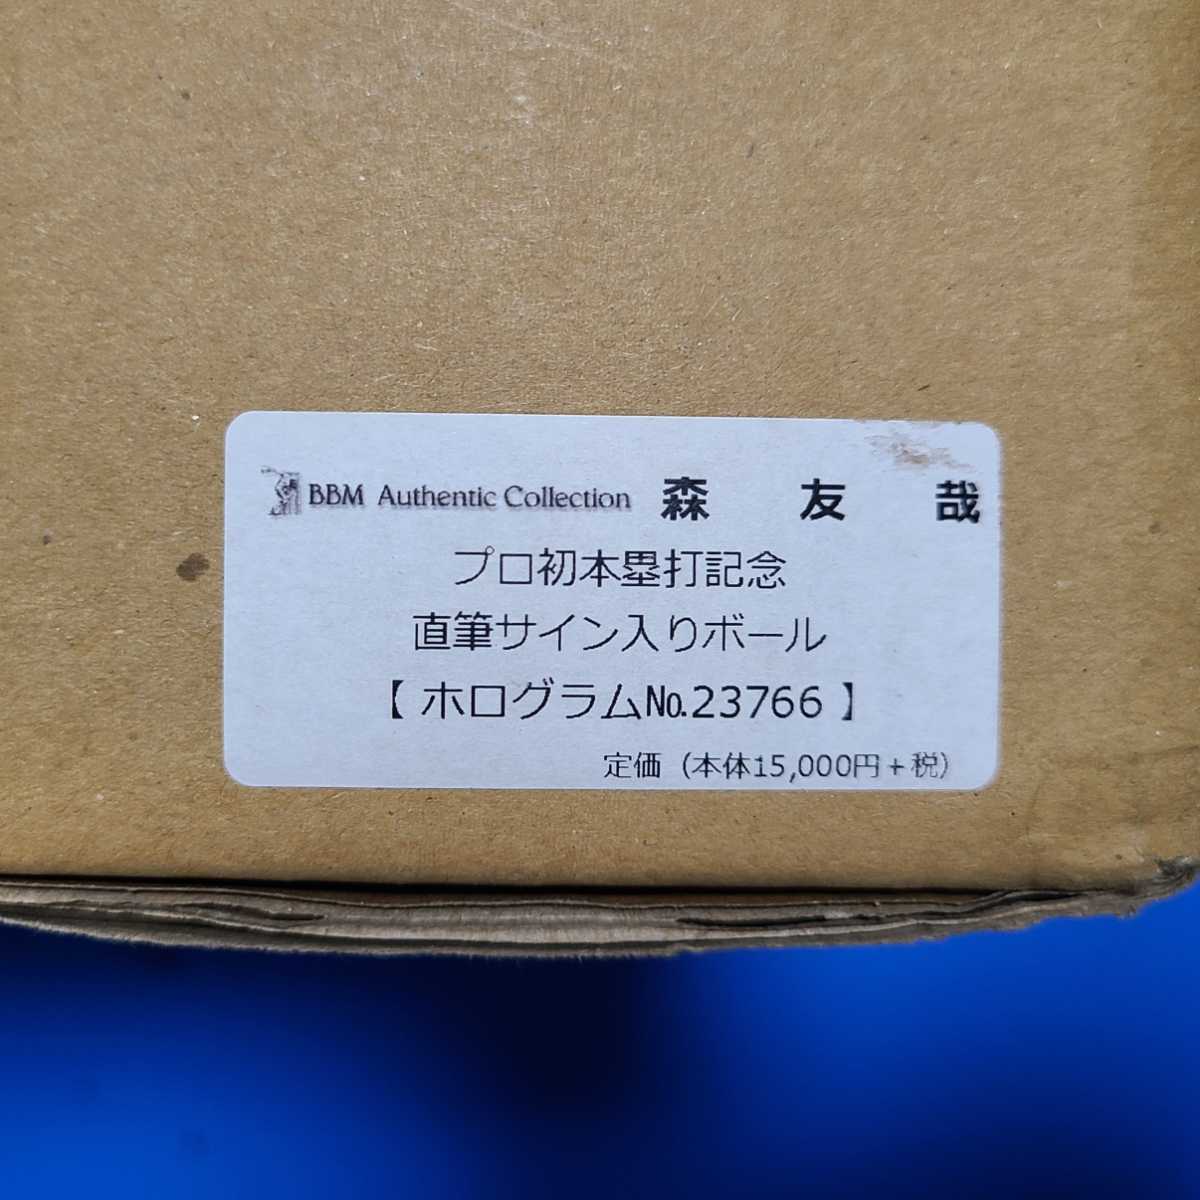 BBM Authentic Collection 森 友 哉
プロ初本塁打記念
直筆サイン入りボール
【 ホログラム№.23766 】
定価（本体15,000円＋税）